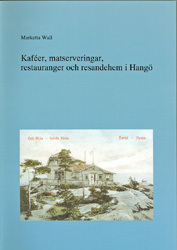 Marketta Wall
Kaféer, matserveringar,
restauranger och resandehem i Hangö